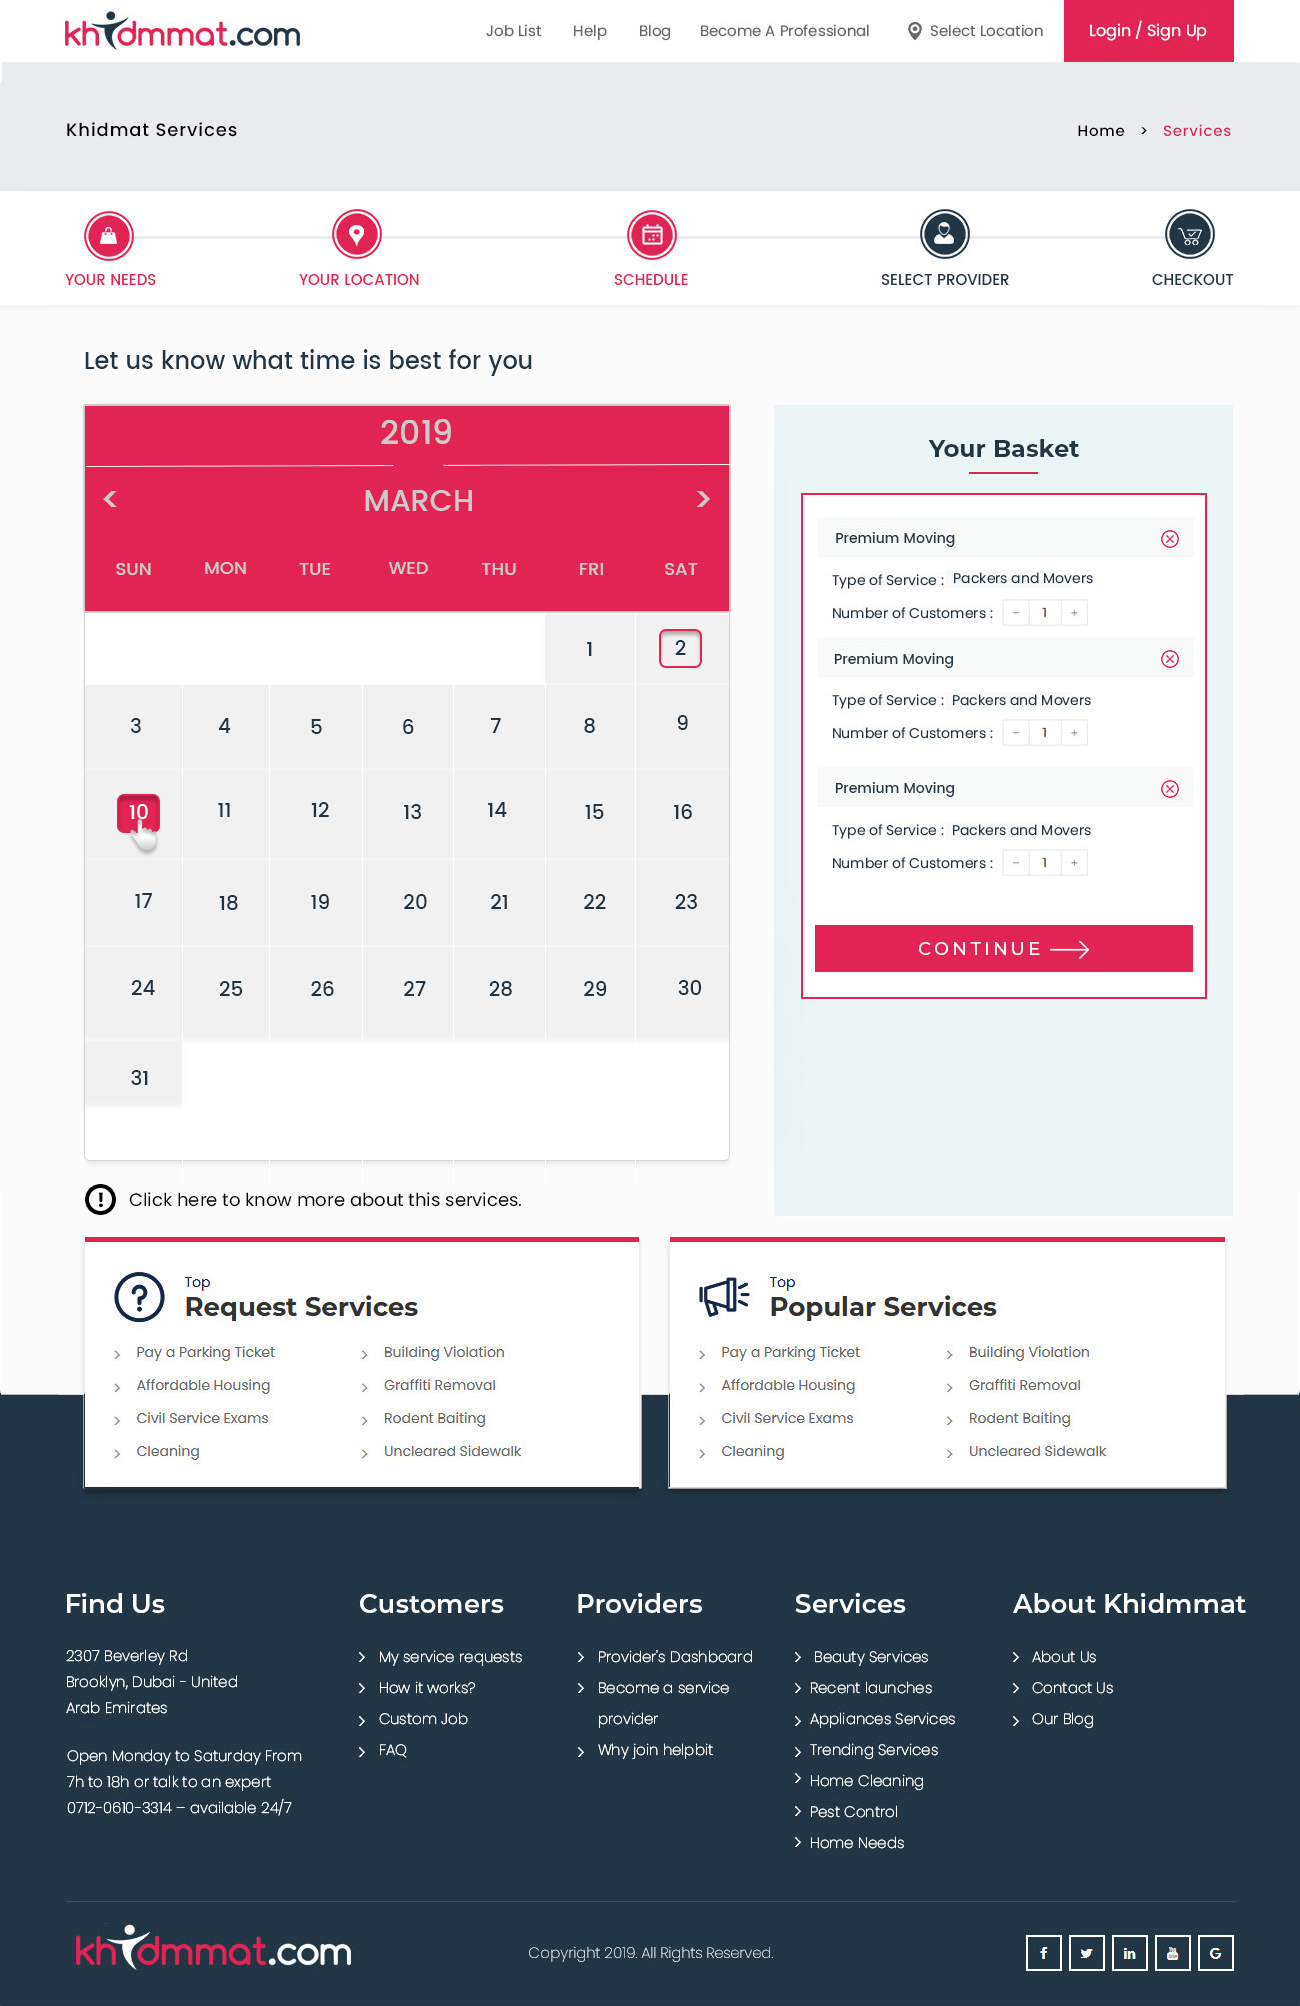 khidmmat.com
Job List Help Blog Become A Professional Select Location Login / Sign Up
Khidmat Services
Home > Services
YOUR NEEDS YOUR LOCATION SCHEDULE SELECT PROVIDER CHECKOUT
Let us know what time is best for you
2019
< MARCH >
SUN MON TUE WED THU FRI SAT
1 2
3 4 5 6 7 8 9
10 11 12 13 14 15 16
17 18 19 20 21 22 23
24 25 26 27 28 29 30
31
Your Basket
Premium Moving
Type of Service : Packers and Movers
Number of Customers : - 1 +
Premium Moving
Type of Service : Packers and Movers
Number of Customers : - 1 +
Premium Moving
Type of Service : Packers and Movers
Number of Customers : - 1 +
CONTINUE
Click here to know more about this services.
Top
Request Services
Pay a Parking Ticket Building Violation
Affordable Housing Graffiti Removal
Civil Service Exams Rodent Baiting
Cleaning Uncleared Sidewalk
Top
Popular Services
Pay a Parking Ticket Building Violation
Affordable Housing Graffiti Removal
Civil Service Exams Rodent Baiting
Cleaning Uncleared Sidewalk
Find Us
2307 Beverley Rd
Brooklyn, Dubai - United
Arab Emirates
Open Monday to Saturday From
7h to 18h or talk to an expert
0712-0610-3314 – available 24/7
Customers
My service requests
How it works?
Custom Job
FAQ
Providers
Provider's Dashboard
Become a service
provider
Why join helpbit
Services
Beauty Services
Recent launches
Appliances Services
Trending Services
Home Cleaning
Pest Control
Home Needs
About Khidmmat
About Us
Contact Us
Our Blog
khidmmat.com
Copyright 2019. All Rights Reserved.